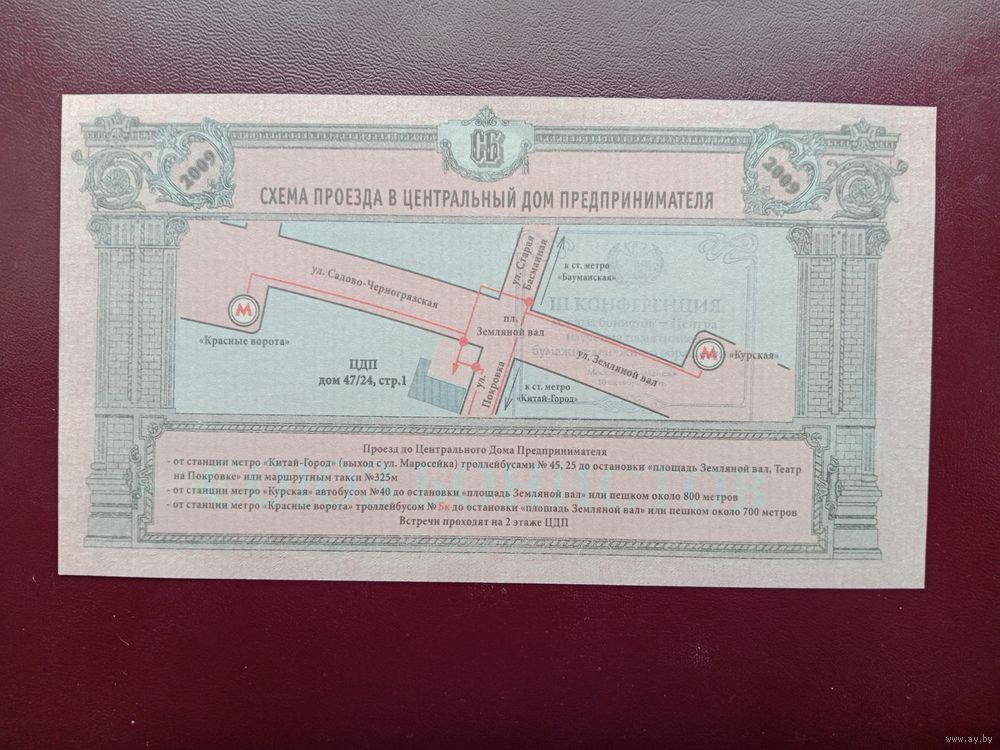 2009
СБ
2009
СХЕМА ПРОЕЗДА В ЦЕНТРАЛЬНЫЙ ДОМ ПРЕДПРИНИМАТЕЛЯ
ул. Садово-Черногрязская
ул. Старая
Басманная
к ст. метро
«Бауманская»
III КОНФЕРЕНЦИЯ
М
«Красные ворота»
пл.
Земляной вал
ул. Земляной вал
М
«Курская»
ЦДП
дом 47/24, стр.1
ул.
Покровка
к ст. метро
«Китай-Город»
Проезд до Центрального Дома Предпринимателя
- от станции метро «Китай-Город» (выход с ул. Маросейка) троллейбусами № 45, 25 до остановки «площадь Земляной вал, Театр
на Покровке» или маршрутным такси №325м
- от станции метро «Курская» автобусом №40 до остановки «площадь Земляной вал» или пешком около 800 метров
- от станции метро «Красные ворота» троллейбусом №Бк до остановки «плошадь Земляной вал» или пешком около 700 метров
Встречи проходят на 2 этаже ЦДП
www.ay.by